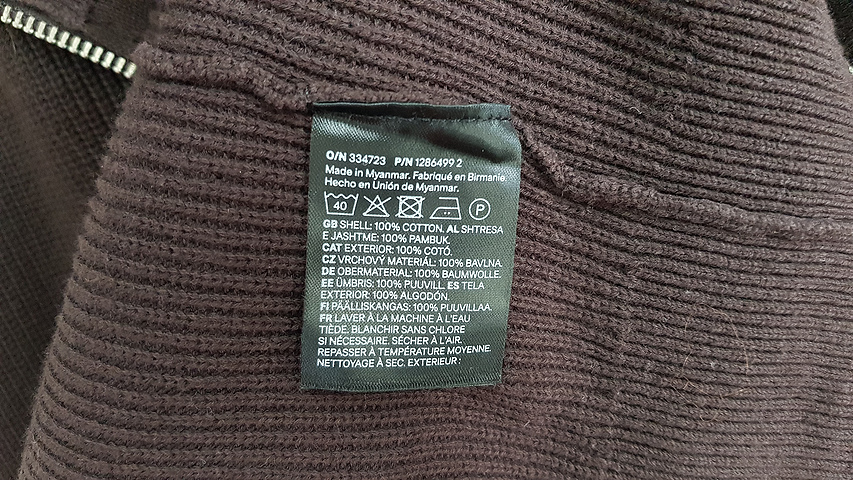 O/N 334723 P/N 1286499 2
Made in Myanmar. Fabriqué en Birmanie.
Hecho en Unión de Myanmar.
40 P
GB SHELL: 100% COTTON. AL SHTRESA
E JASHTME: 100% PAMBUK.
CAT EXTERIOR: 100% COTÓ.
CZ VRCHOVÝ MATERIÁL: 100% BAVLNA.
DE OBERMATERIAL: 100% BAUMWOLLE.
EE ÜMBRIS: 100% PUUVILL. ES TELA
EXTERIOR: 100% ALGODÓN.
FI PÄÄLLISKANGAS: 100% PUUVILLAA.
FR LAVER À LA MACHINE À L'EAU
TIÈDE. BLANCHIR SANS CHLORE
SI NÉCESSAIRE. SÉCHER À L'AIR.
REPASSER À TEMPÉRATURE MOYENNE.
NETTOYAGE À SEC. EXTERIEUR :